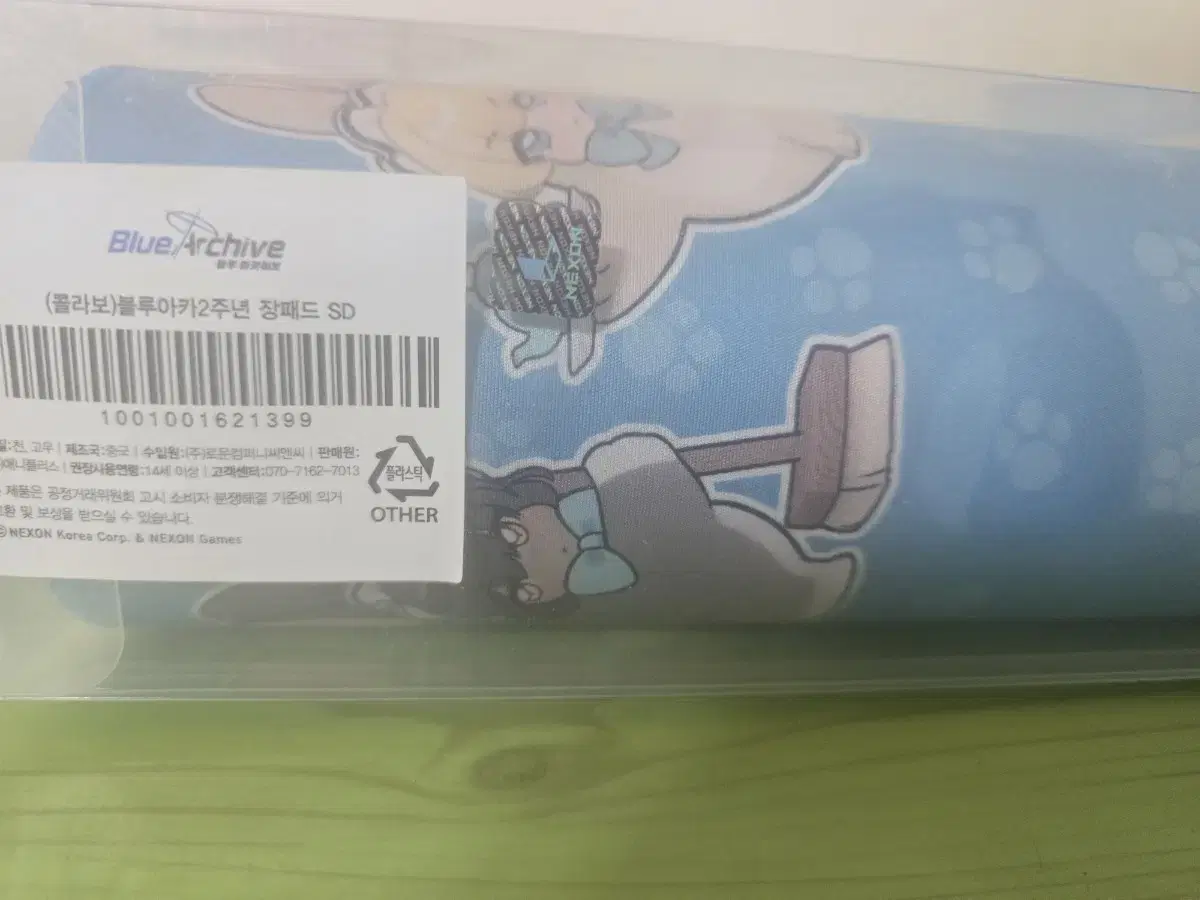 Blue Archive
블루 아카이브
(콜라보)블루아카2주년 장패드 SD
1001001621399
질:천, 고무 | 제조국:중국 | 수입원:(주)로문컴퍼니씨앤씨 | 판매원:
애니플러스 | 권장사용연령:14세 이상 | 고객센터:070-7162-7013
제품은 공정거래위원회 고시 소비자 분쟁해결 기준에 의거
교환 및 보상을 받으실 수 있습니다.
©NEXON Korea Corp. & NEXON Games
플라스틱
OTHER
NEXON